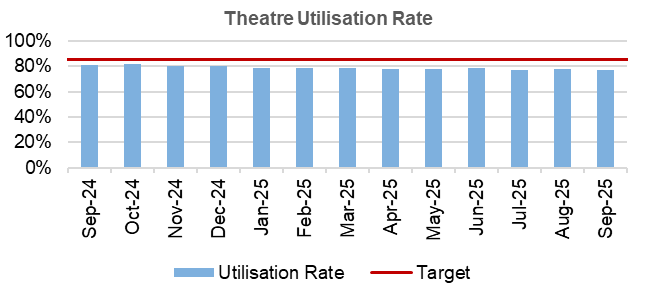 Theatre Utilisation Rate
100%
80%
60%
40%
20%
0%
Sep-24
Oct-24
Nov-24
Dec-24
Jan-25
Feb-25
Mar-25
Apr-25
May-25
Jun-25
Jul-25
Aug-25
Sep-25
Utilisation Rate
Target